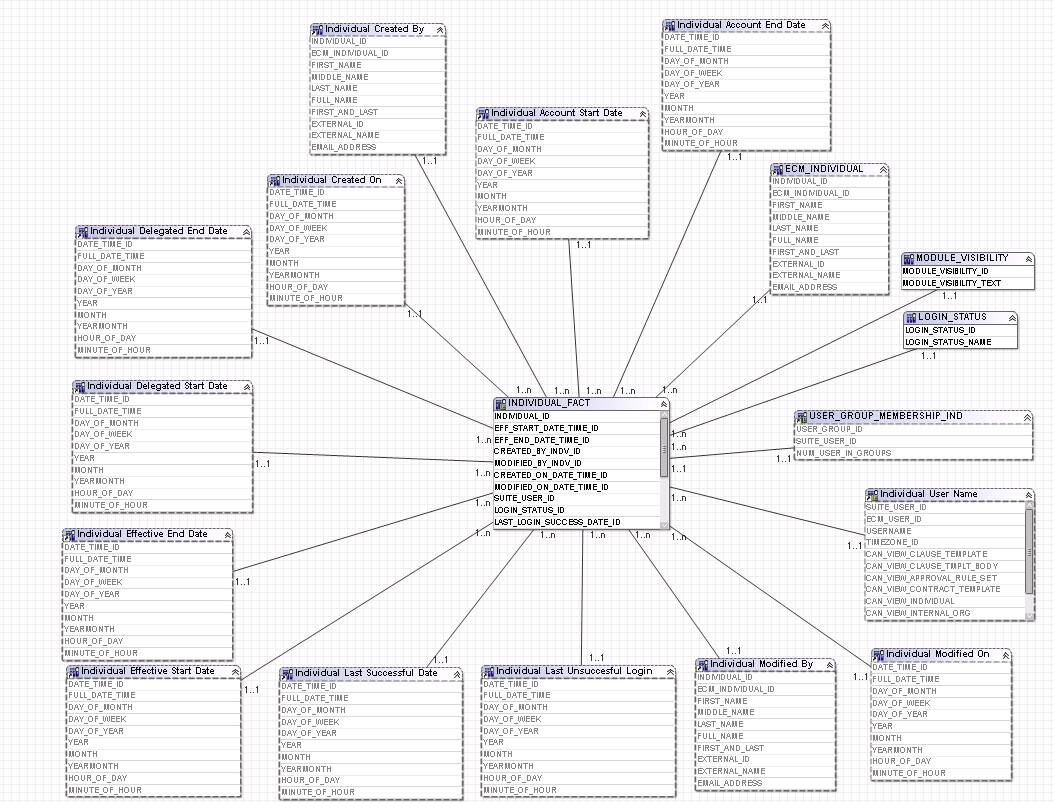 Individual Created By
INDIVIDUAL_ID
ECM_INDIVIDUAL_ID
FIRST_NAME
MIDDLE_NAME
LAST_NAME
FULL_NAME
FIRST_AND_LAST
EXTERNAL_ID
EXTERNAL_NAME
EMAIL_ADDRESS
1..1
Individual Account End Date
DATE_TIME_ID
FULL_DATE_TIME
DAY_OF_MONTH
DAY_OF_WEEK
DAY_OF_YEAR
YEAR
MONTH
YEARMONTH
HOUR_OF_DAY
MINUTE_OF_HOUR
1..1
Individual Account Start Date
DATE_TIME_ID
FULL_DATE_TIME
DAY_OF_MONTH
DAY_OF_WEEK
DAY_OF_YEAR
YEAR
MONTH
YEARMONTH
HOUR_OF_DAY
MINUTE_OF_HOUR
1..1
Individual Created On
DATE_TIME_ID
FULL_DATE_TIME
DAY_OF_MONTH
DAY_OF_WEEK
DAY_OF_YEAR
YEAR
MONTH
YEARMONTH
HOUR_OF_DAY
MINUTE_OF_HOUR
1..1
ECM_INDIVIDUAL
INDIVIDUAL_ID
ECM_INDIVIDUAL_ID
FIRST_NAME
MIDDLE_NAME
LAST_NAME
FULL_NAME
FIRST_AND_LAST
EXTERNAL_ID
EXTERNAL_NAME
EMAIL_ADDRESS
1..1
Individual Delegated End Date
DATE_TIME_ID
FULL_DATE_TIME
DAY_OF_MONTH
DAY_OF_WEEK
DAY_OF_YEAR
YEAR
MONTH
YEARMONTH
HOUR_OF_DAY
MINUTE_OF_HOUR
1..1
MODULE_VISIBILITY
MODULE_VISIBILITY_ID
MODULE_VISIBILITY_TEXT
1..1
LOGIN_STATUS
LOGIN_STATUS_ID
LOGIN_STATUS_NAME
1..1
Individual Delegated Start Date
DATE_TIME_ID
FULL_DATE_TIME
DAY_OF_MONTH
DAY_OF_WEEK
DAY_OF_YEAR
YEAR
MONTH
YEARMONTH
HOUR_OF_DAY
MINUTE_OF_HOUR
1..1
1..n 1..n 1..n 1..n 1..n
INDIVIDUAL_FACT
INDIVIDUAL_ID
EFF_START_DATE_TIME_ID
EFF_END_DATE_TIME_ID
CREATED_BY_INDV_ID
MODIFIED_BY_INDV_ID
CREATED_ON_DATE_TIME_ID
MODIFIED_ON_DATE_TIME_ID
SUITE_USER_ID
LOGIN_STATUS_ID
LAST_LOGIN_SUCCESS_DATE_ID
1..n
1..n
1..n
1..n
1..n
1..n
1..1
1..n
1..n 1..n 1..n 1..n
USER_GROUP_MEMBERSHIP_IND
USER_GROUP_ID
SUITE_USER_ID
NUM_USER_IN_GROUPS
1..1
Individual User Name
SUITE_USER_ID
ECM_USER_ID
USERNAME
TIMEZONE_ID
CAN_VIEW_CLAUSE_TEMPLATE
CAN_VIEW_CLAUSE_TMPLT_BODY
CAN_VIEW_APPROVAL_RULE_SET
CAN_VIEW_CONTRACT_TEMPLATE
CAN_VIEW_INDIVIDUAL
CAN_VIEW_INTERNAL_ORG
1..1
Individual Effective End Date
DATE_TIME_ID
FULL_DATE_TIME
DAY_OF_MONTH
DAY_OF_WEEK
DAY_OF_YEAR
YEAR
MONTH
YEARMONTH
HOUR_OF_DAY
MINUTE_OF_HOUR
1..1
Individual Effective Start Date
DATE_TIME_ID
FULL_DATE_TIME
DAY_OF_MONTH
DAY_OF_WEEK
DAY_OF_YEAR
YEAR
MONTH
YEARMONTH
HOUR_OF_DAY
MINUTE_OF_HOUR
1..1
Individual Last Successful Date
DATE_TIME_ID
FULL_DATE_TIME
DAY_OF_MONTH
DAY_OF_WEEK
DAY_OF_YEAR
YEAR
MONTH
YEARMONTH
HOUR_OF_DAY
MINUTE_OF_HOUR
1..1
Individual Last Unsuccesful Login
DATE_TIME_ID
FULL_DATE_TIME
DAY_OF_MONTH
DAY_OF_WEEK
DAY_OF_YEAR
YEAR
MONTH
YEARMONTH
HOUR_OF_DAY
MINUTE_OF_HOUR
1..1
Individual Modified By
INDIVIDUAL_ID
ECM_INDIVIDUAL_ID
FIRST_NAME
MIDDLE_NAME
LAST_NAME
FULL_NAME
FIRST_AND_LAST
EXTERNAL_ID
EXTERNAL_NAME
EMAIL_ADDRESS
1..1
Individual Modified On
DATE_TIME_ID
FULL_DATE_TIME
DAY_OF_MONTH
DAY_OF_WEEK
DAY_OF_YEAR
YEAR
MONTH
YEARMONTH
HOUR_OF_DAY
MINUTE_OF_HOUR
1..1